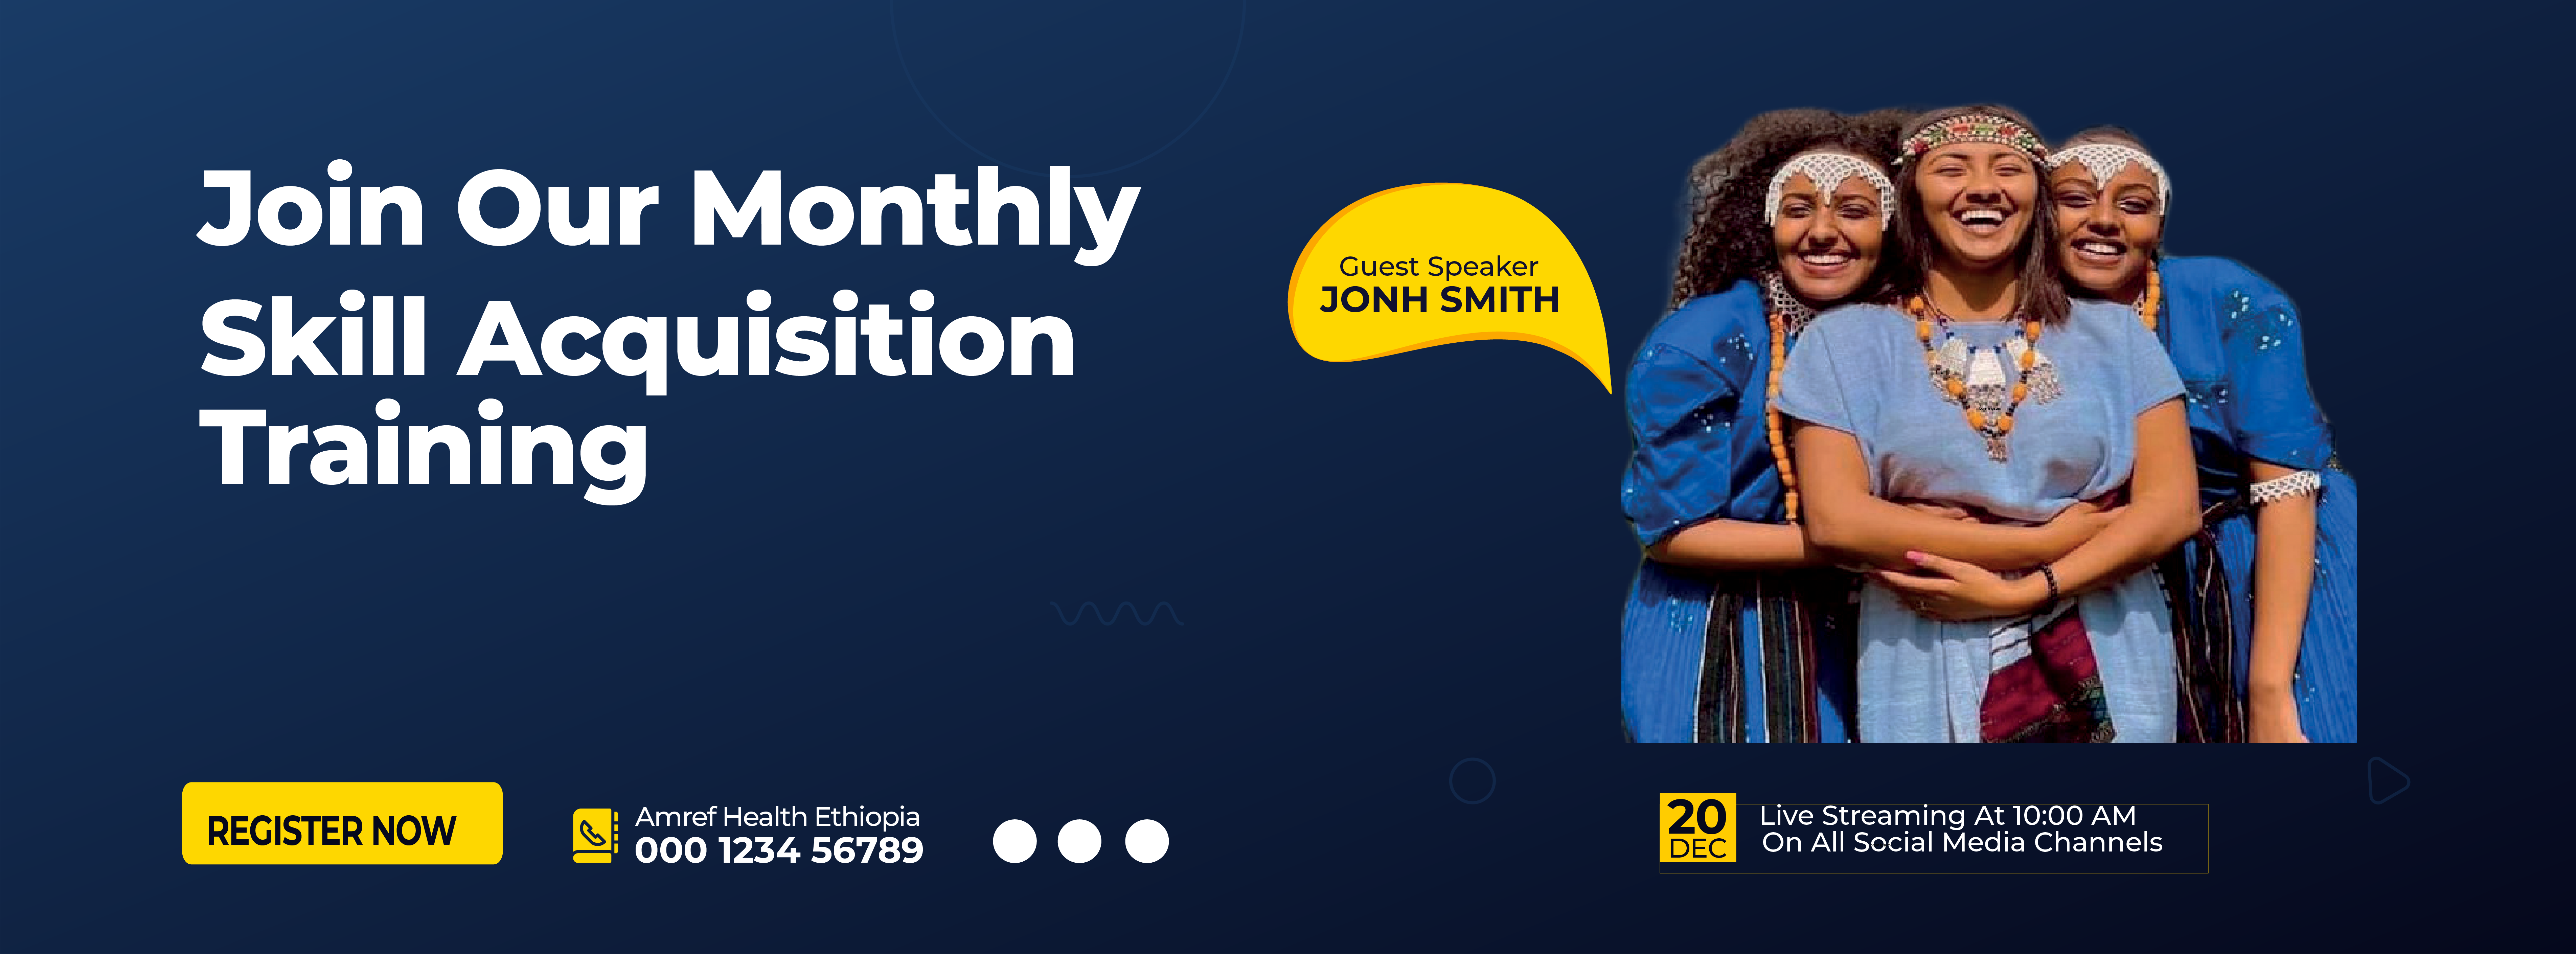 Join Our Monthly
Skill Acquisition
Training
Guest Speaker
JONH SMITH
REGISTER NOW
Amref Health Ethiopia
000 1234 56789
20
DEC
Live Streaming At 10:00 AM
On All Social Media Channels